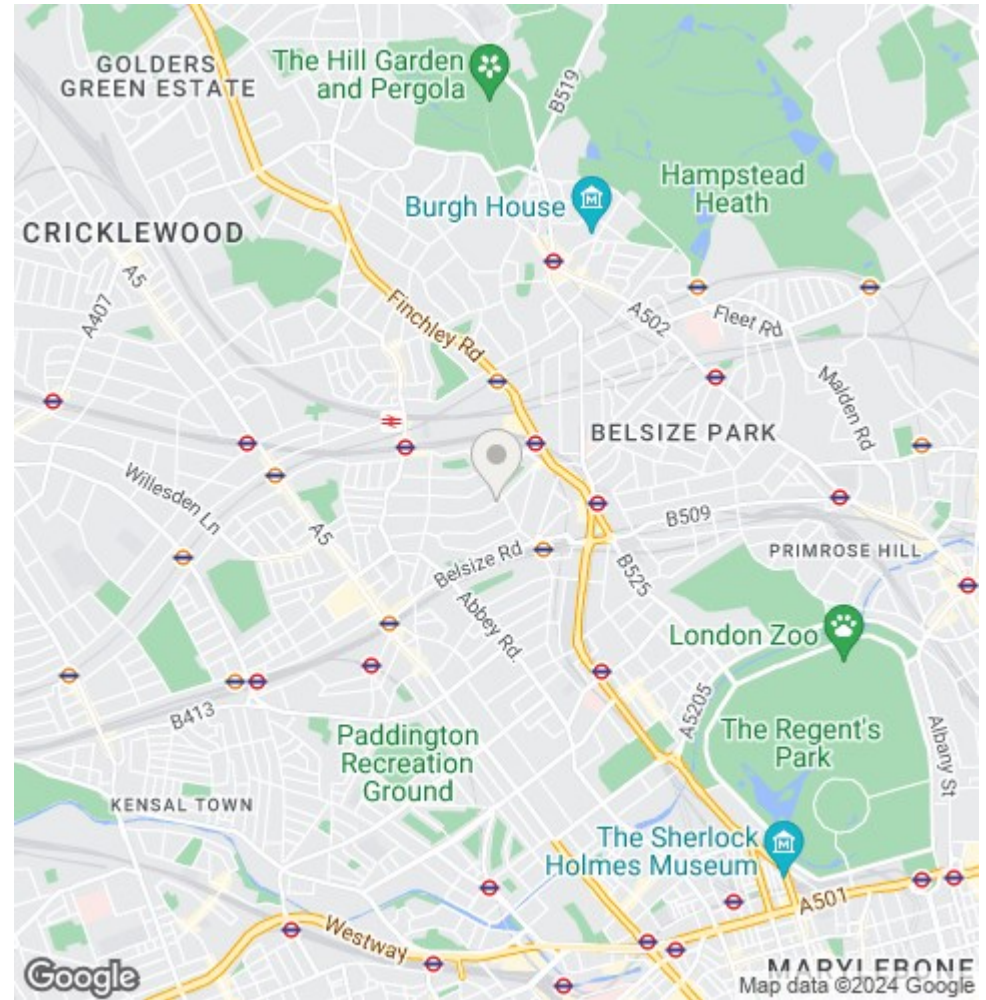 GOLDERS
GREEN ESTATE
The Hill Garden
and Pergola
B519
Hampstead
Heath
Burgh House
CRICKLEWOOD
A5
A407
Finchley Rd
A502
Fleet Rd
Malden Rd
BELSIZE PARK
Willesden Ln
A5
B509
PRIMROSE HILL
Belsize Rd
B525
Abbey Rd.
London Zoo
A5205
B413
The Regent's
Park
Albany St
Paddington
Recreation
Ground
KENSAL TOWN
The Sherlock
Holmes Museum
A501
Westway
MARYLEBONE
Google
Map data ©2024 Google